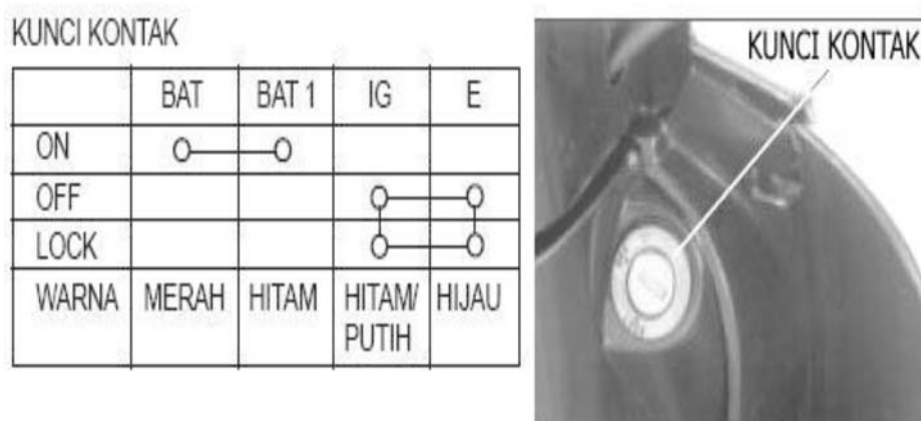 KUNCI KONTAK
BAT BAT 1 IG E
ON
OFF
LOCK
WARNA MERAH HITAM HITAM/ HIJAU
PUTIH
KUNCI KONTAK